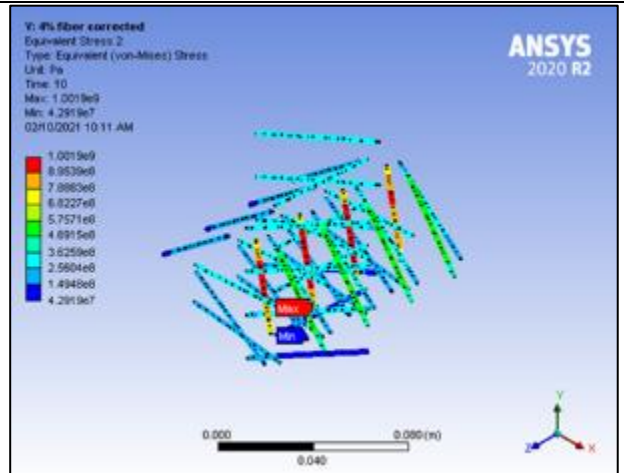 Y: 4% fiber corrected
Equivalent Stress 2
Type: Equivalent (von-Mises) Stress
Unit: Pa
Time: 10
Max: 1.0019e9
Min: 4.2919e7
02/10/2021 10:11 AM
ANSYS
2020 R2
1.0019e9
8.9539e8
7.8883e8
6.8227e8
5.7571e8
4.6915e8
3.6259e8
2.5604e8
1.4948e8
4.2919e7
Max
Min
0.000
0.080 (m)
0.040
Y
Z
X